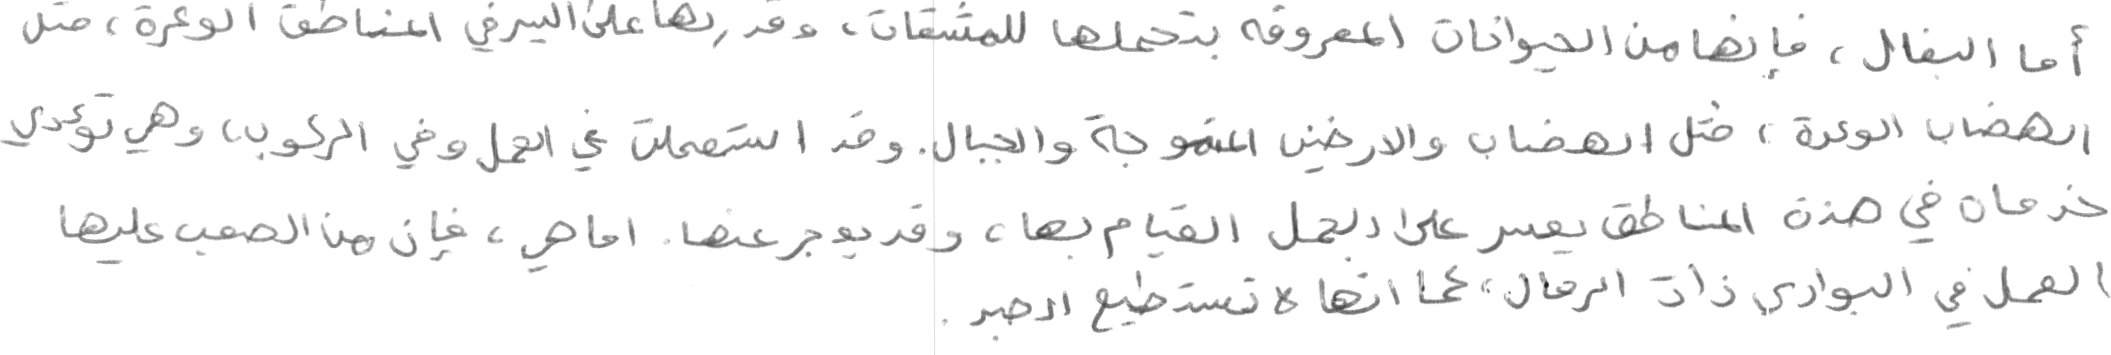 أما البغال، فإنها من الحيوانات المعروفه بتحملها للمشقات، وقدرتها على السير في المناطق الوعرة، مثل
الهضاب الوعرة، مثل الهضاب والارضين المتموجة والجبال. وقد استعملت في العمل وفي الركوب، وهي تؤدي
خدمات في هذه المناطق يعسر على الجمل القيام بها، وقد يعجز عنها. اما هي، فإن من الصعب عليها
العمل في البوادي ذات الرمال، كما انها لا تستطيع الصبر.